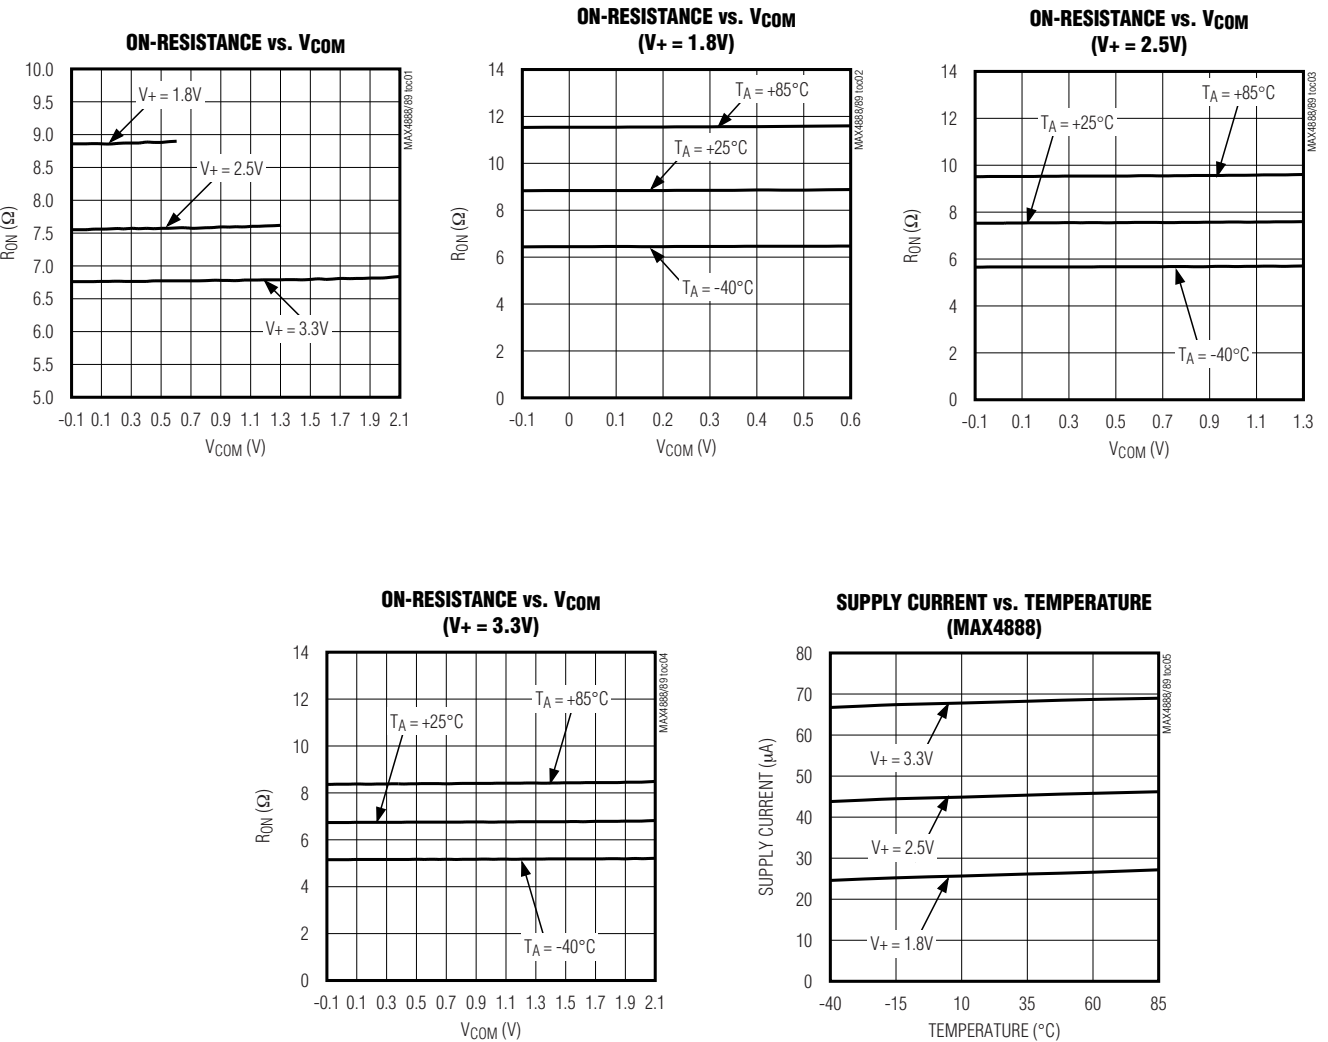 ON-RESISTANCE vs. VCOM
10.0
9.5
9.0
8.5
8.0
7.5
7.0
6.5
6.0
5.5
5.0
RON (Ω)
V+ = 1.8V
V+ = 2.5V
V+ = 3.3V
-0.1 0.1 0.3 0.5 0.7 0.9 1.1 1.3 1.5 1.7 1.9 2.1
VCOM (V)
MAX4888/89 toc01
ON-RESISTANCE vs. VCOM
(V+ = 1.8V)
14
12
10
8
6
4
2
0
RON (Ω)
TA = +85°C
TA = +25°C
TA = -40°C
-0.1 0 0.1 0.2 0.3 0.4 0.5 0.6
VCOM (V)
MAX4888/89 toc02
ON-RESISTANCE vs. VCOM
(V+ = 2.5V)
14
12
10
8
6
4
2
0
RON (Ω)
TA = +85°C
TA = +25°C
TA = -40°C
-0.1 0.1 0.3 0.5 0.7 0.9 1.1 1.3
VCOM (V)
MAX4888/89 toc03
ON-RESISTANCE vs. VCOM
(V+ = 3.3V)
14
12
10
8
6
4
2
0
RON (Ω)
TA = +85°C
TA = +25°C
TA = -40°C
-0.1 0.1 0.3 0.5 0.7 0.9 1.1 1.3 1.5 1.7 1.9 2.1
VCOM (V)
MAX4888/89 toc04
SUPPLY CURRENT vs. TEMPERATURE
(MAX4888)
80
70
60
50
40
30
20
10
0
SUPPLY CURRENT (μA)
V+ = 3.3V
V+ = 2.5V
V+ = 1.8V
-40 -15 10 35 60 85
TEMPERATURE (°C)
MAX4888/89 toc05